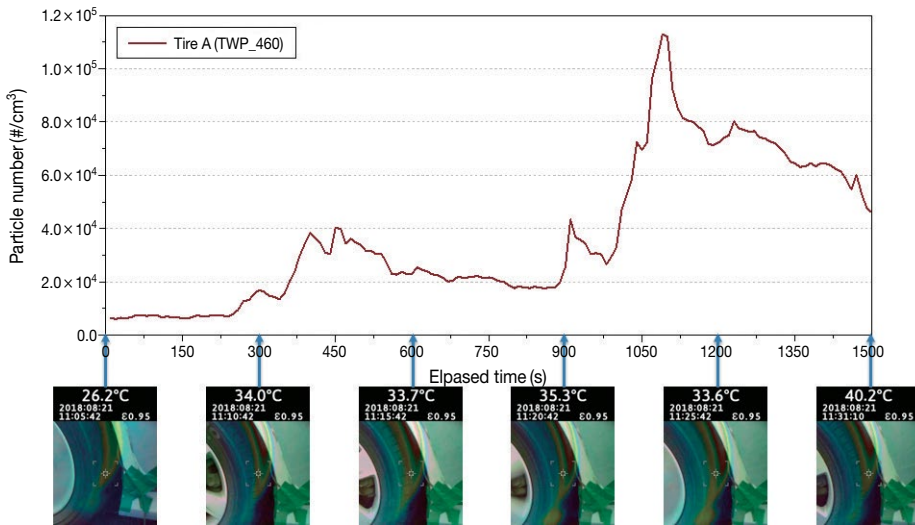 1.2 × 10⁵
1.0 × 10⁵
8.0 × 10⁴
6.0 × 10⁴
4.0 × 10⁴
2.0 × 10⁴
0.0
Particle number (#/cm³)
Tire A (TWP_460)
0 150 300 450 600 750 900 1050 1200 1350 1500
Elpased time (s)
26.2°C
2018:08:21
11:05:42 ε0.95
34.0°C
2018:08:21
11:10:42 ε0.95
33.7°C
2018:08:21
11:15:42 ε0.95
35.3°C
2018:08:21
11:20:42 ε0.95
33.6°C
2018:08:21
11:25:42 ε0.95
40.2°C
2018:08:21
11:31:10 ε0.95